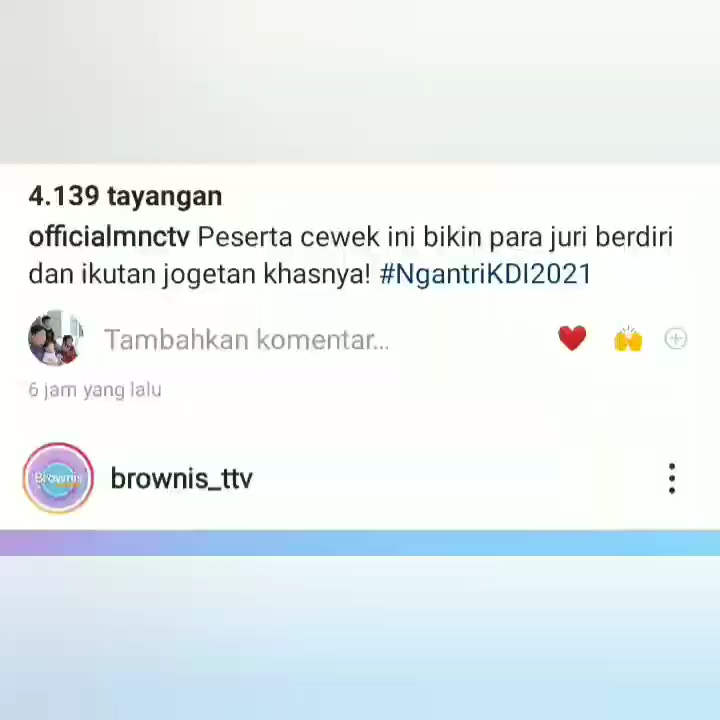 4.139 tayangan
officialmnctv Peserta cewek ini bikin para juri berdiri
dan ikutan jogetan khasnya! #NgantriKDI2021
Tambahkan komentar...
6 jam yang lalu
Brownis
brownis_ttv